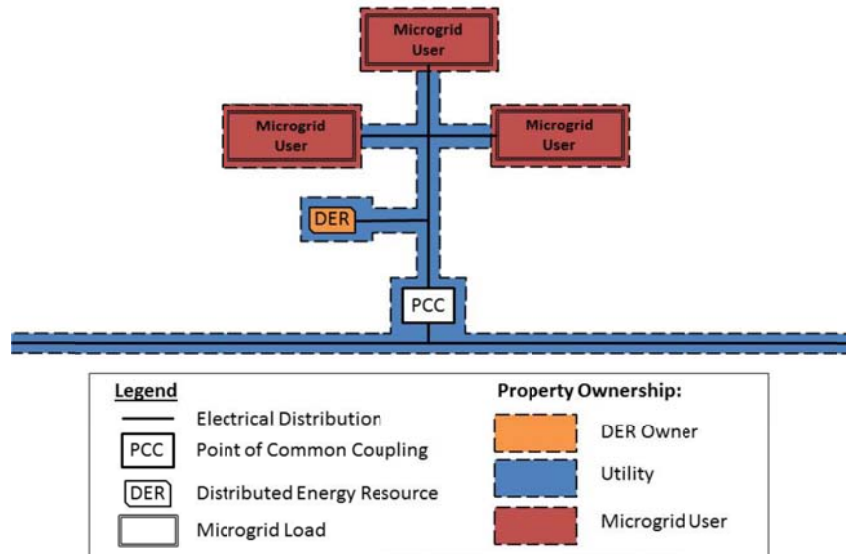 Microgrid
User
Microgrid
User
Microgrid
User
DER
PCC
Legend
Property Ownership:
Electrical Distribution
DER Owner
PCC
Point of Common Coupling
Utility
DER
Distributed Energy Resource
Microgrid Load
Microgrid User